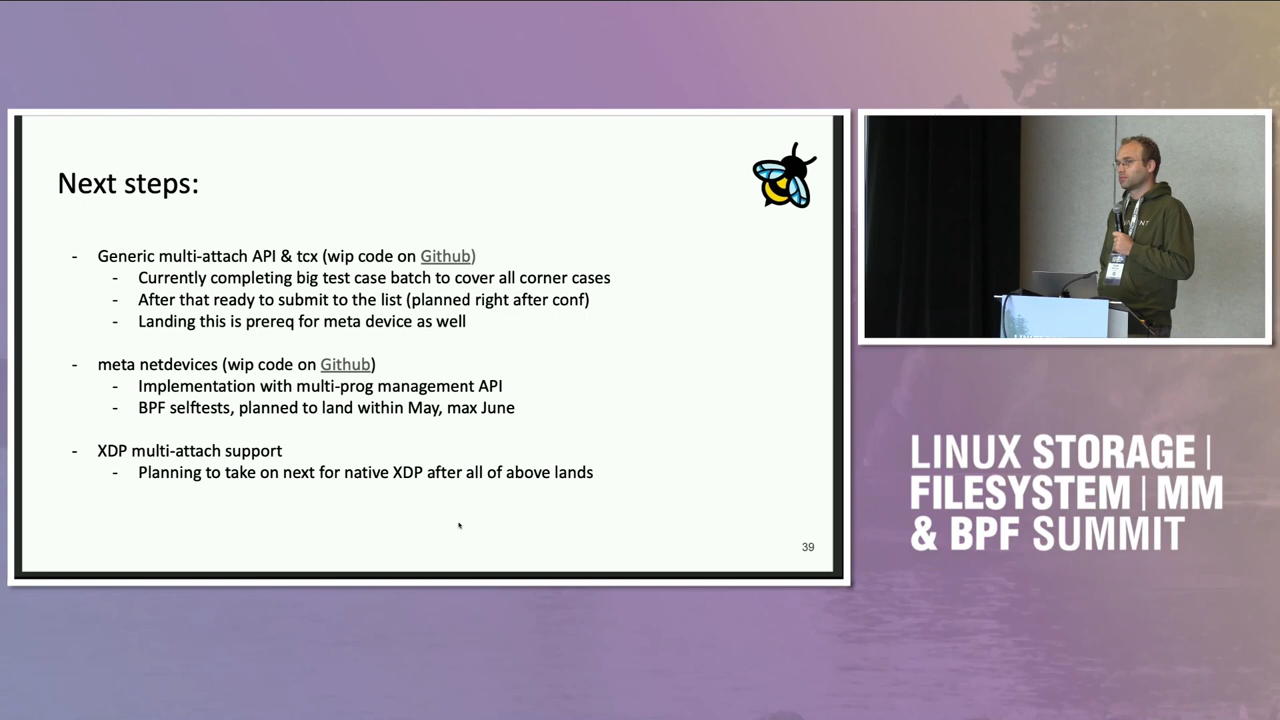 Next steps:
- Generic multi-attach API & tcx (wip code on Github)
- Currently completing big test case batch to cover all corner cases
- After that ready to submit to the list (planned right after conf)
- Landing this is prereq for meta device as well
- meta netdevices (wip code on Github)
- Implementation with multi-prog management API
- BPF selftests, planned to land within May, max June
- XDP multi-attach support
- Planning to take on next for native XDP after all of above lands
39
LINUX STORAGE |
FILESYSTEM | MM
& BPF SUMMIT